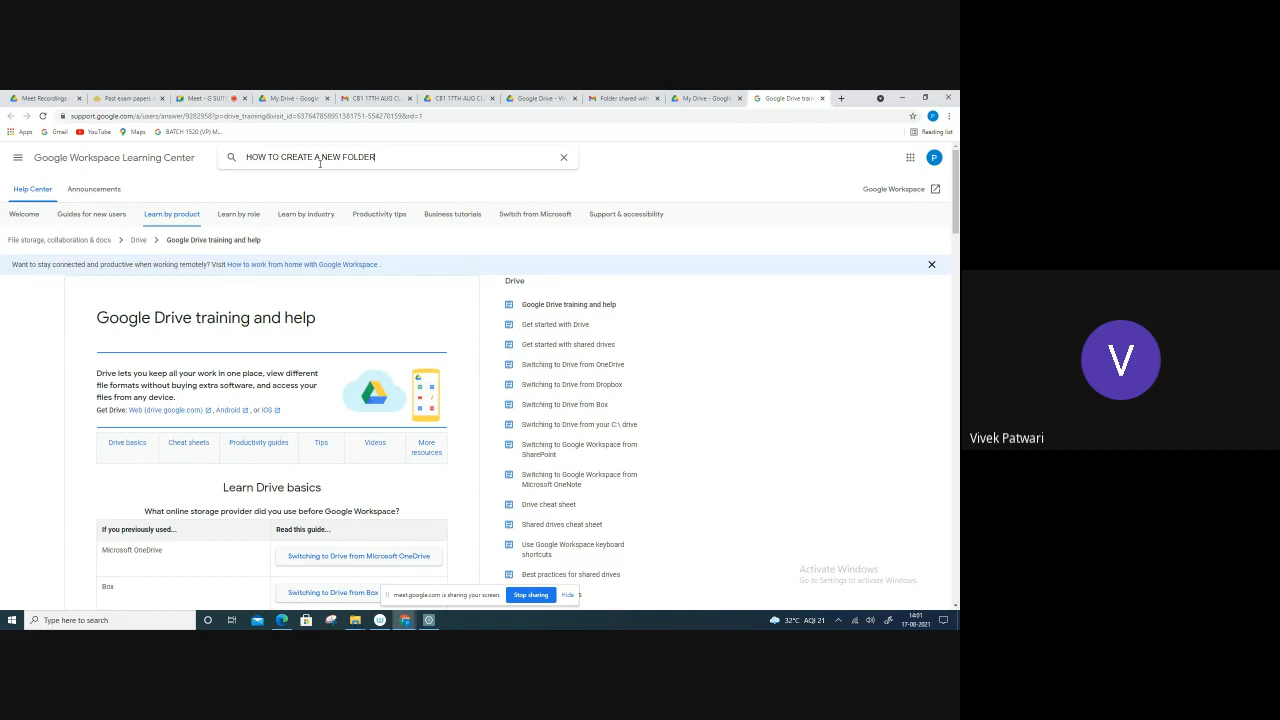 Meet Recordings -
Past exam papers
Meet - G SUIT
My Drive - Google
CB1 17TH AUG CL
CB1 17TH AUG CL
Google Drive - Vi
Folder shared with
My Drive - Google
Google Drive train
support.google.com/a/users/answer/9282958?p=drive_training&visit_id=637647858951381751-554270159&rd=1
Apps
Gmail
YouTube
Maps
BATCH 1520 (VP) M...
Reading list
Google Workspace Learning Center
HOW TO CREATE A NEW FOLDER
P
Help Center
Announcements
Google Workspace
Welcome
Guides for new users
Learn by product
Learn by role
Learn by industry
Productivity tips
Business tutorials
Switch from Microsoft
Support & accessibility
File storage, collaboration & docs
Drive
Google Drive training and help
Want to stay connected and productive when working remotely? Visit How to work from home with Google Workspace .
Google Drive training and help
Drive lets you keep all your work in one place, view different
file formats without buying extra software, and access your
files from any device.
Get Drive: Web (drive.google.com) , Android , or iOS
Drive basics
Cheat sheets
Productivity guides
Tips
Videos
More
resources
Learn Drive basics
What online storage provider did you use before Google Workspace?
If you previously used...
Read this guide...
Microsoft OneDrive
Switching to Drive from Microsoft OneDrive
Box
Switching to Drive from Box
Drive
Google Drive training and help
Get started with Drive
Get started with shared drives
Switching to Drive from OneDrive
Switching to Drive from Dropbox
Switching to Drive from Box
Switching to Drive from your C:\ drive
Switching to Google Workspace from
SharePoint
Switching to Google Workspace from
Microsoft OneNote
Drive cheat sheet
Shared drives cheat sheet
Use Google Workspace keyboard
shortcuts
Best practices for shared drives
Activate Windows
Go to Settings to activate Windows.
meet.google.com is sharing your screen.
Stop sharing
Hide
Type here to search
32°C AQI 21
14:01
17-08-2021
V
Vivek Patwari